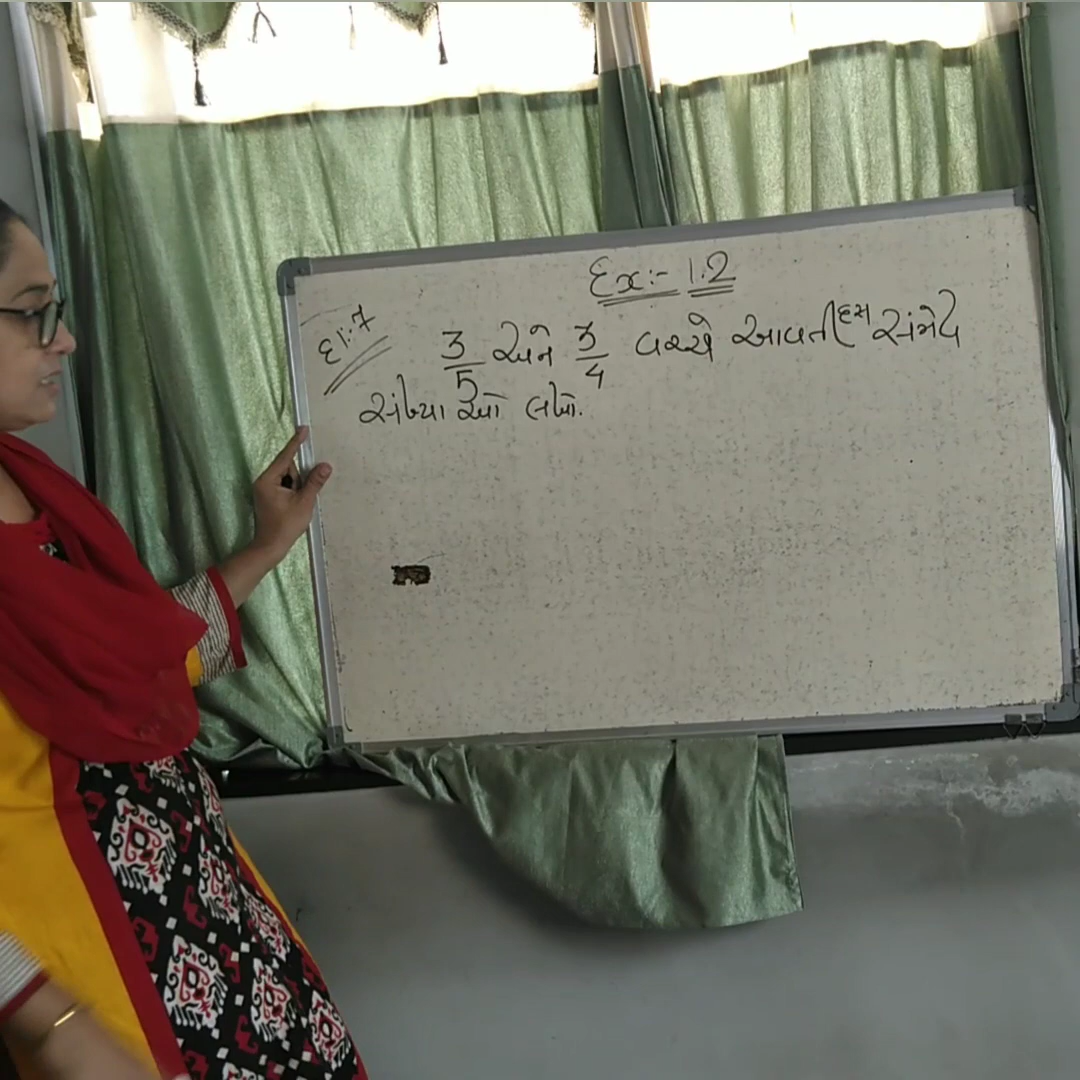 Ex:- 1.2
દા:7
3/5 અને 3/4 વચ્ચે આવતી દસ સંમેય
સંખ્યા ઓ લખો.